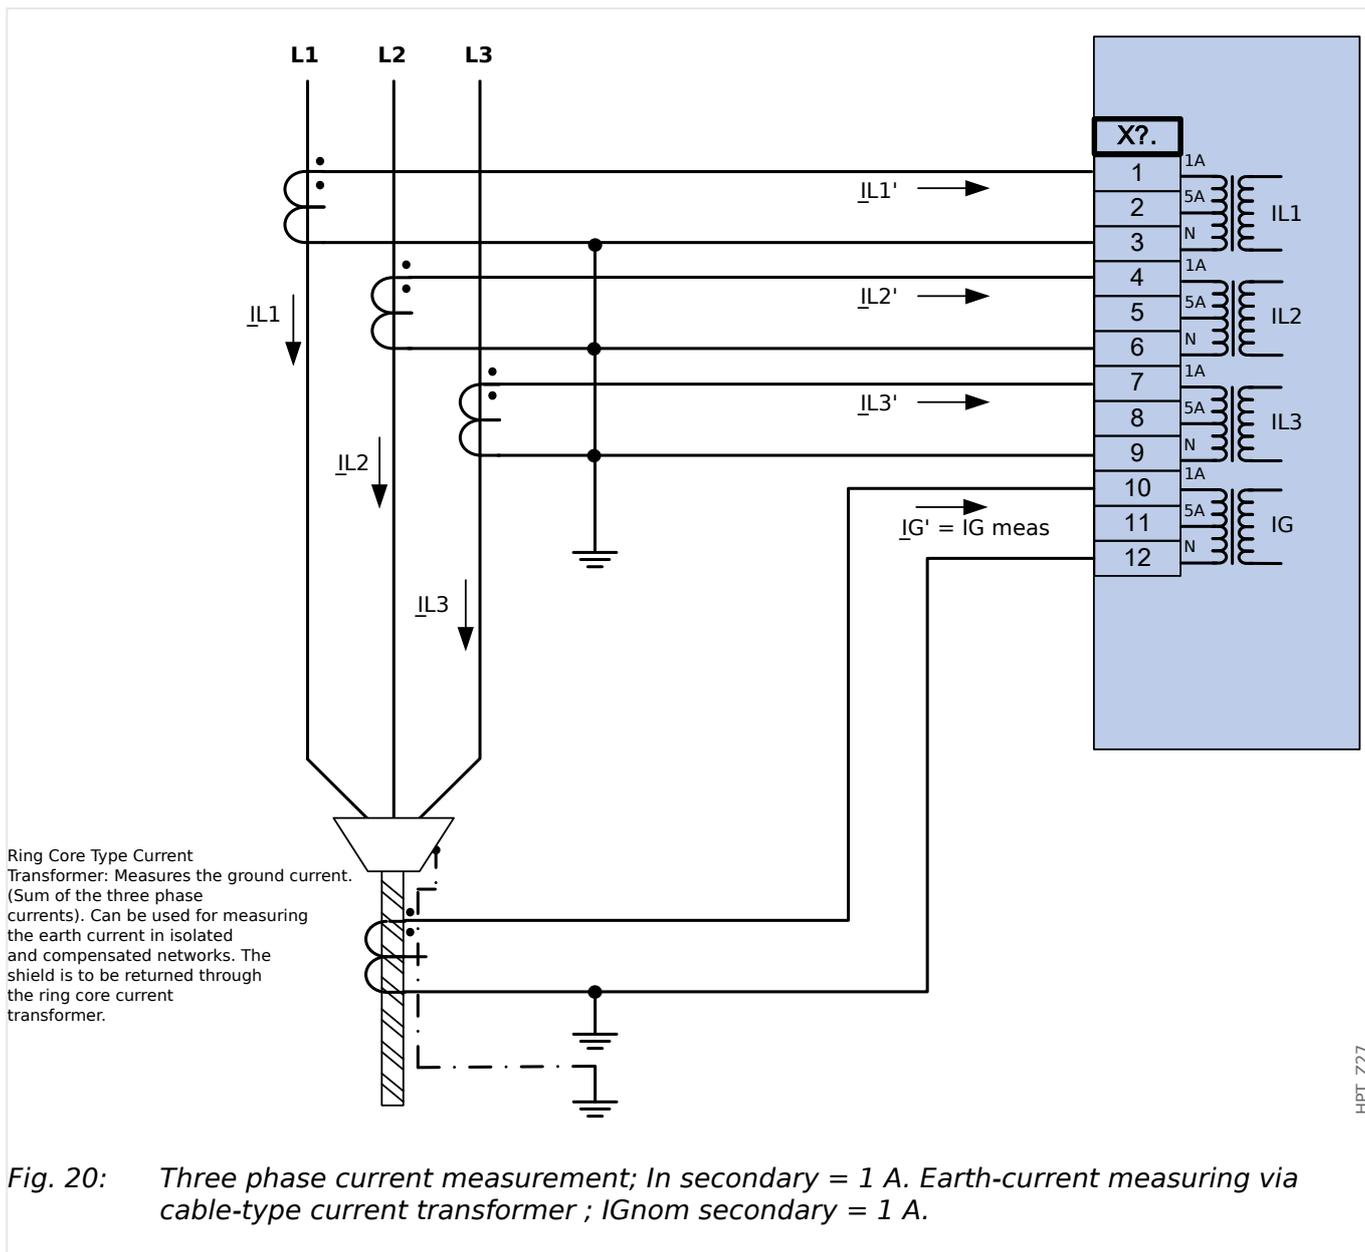 L1 L2 L3
X?.
1 1A
2 5A IL1
3 N
4 1A
5 5A IL2
6 N
7 1A
8 5A IL3
9 N
10 1A
11 5A IG
12 N
IL1'
IL2'
IL3'
IG' = IG meas
IL1
IL2
IL3
Ring Core Type Current
Transformer: Measures the ground current.
(Sum of the three phase
currents). Can be used for measuring
the earth current in isolated
and compensated networks. The
shield is to be returned through
the ring core current
transformer.
HPT_Z27
Fig. 20: Three phase current measurement; In secondary = 1 A. Earth-current measuring via
cable-type current transformer ; IGnom secondary = 1 A.